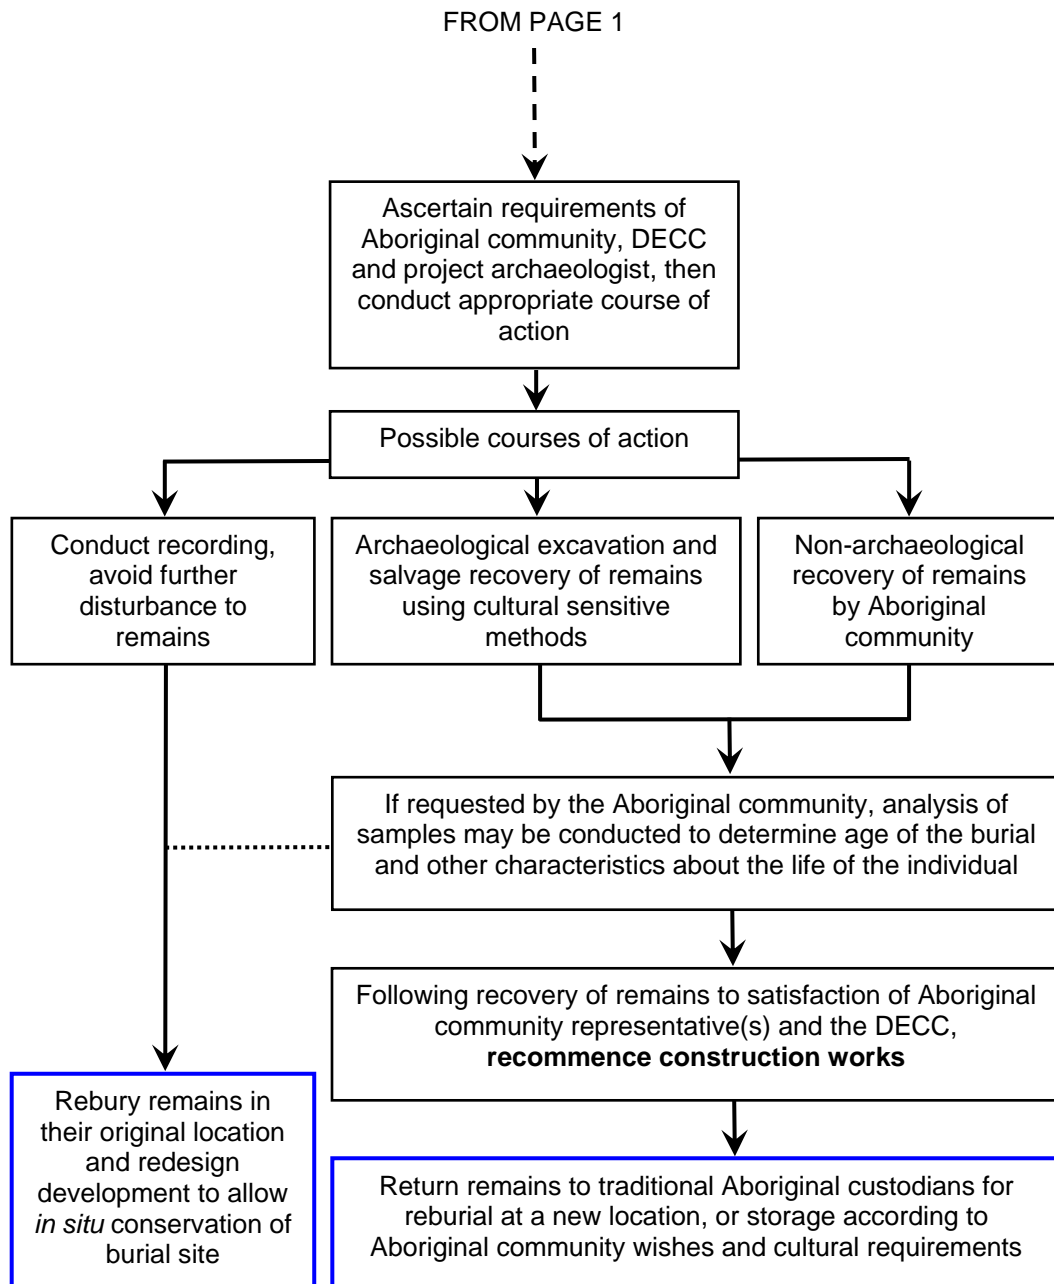 FROM PAGE 1
Ascertain requirements of
Aboriginal community, DECC
and project archaeologist, then
conduct appropriate course of
action
Possible courses of action
Conduct recording,
avoid further
disturbance to
remains
Archaeological excavation and
salvage recovery of remains
using cultural sensitive
methods
Non-archaeological
recovery of remains
by Aboriginal
community
If requested by the Aboriginal community, analysis of
samples may be conducted to determine age of the burial
and other characteristics about the life of the individual
Following recovery of remains to satisfaction of Aboriginal
community representative(s) and the DECC,
recommence construction works
Rebury remains in
their original location
and redesign
development to allow
in situ conservation of
burial site
Return remains to traditional Aboriginal custodians for
reburial at a new location, or storage according to
Aboriginal community wishes and cultural requirements